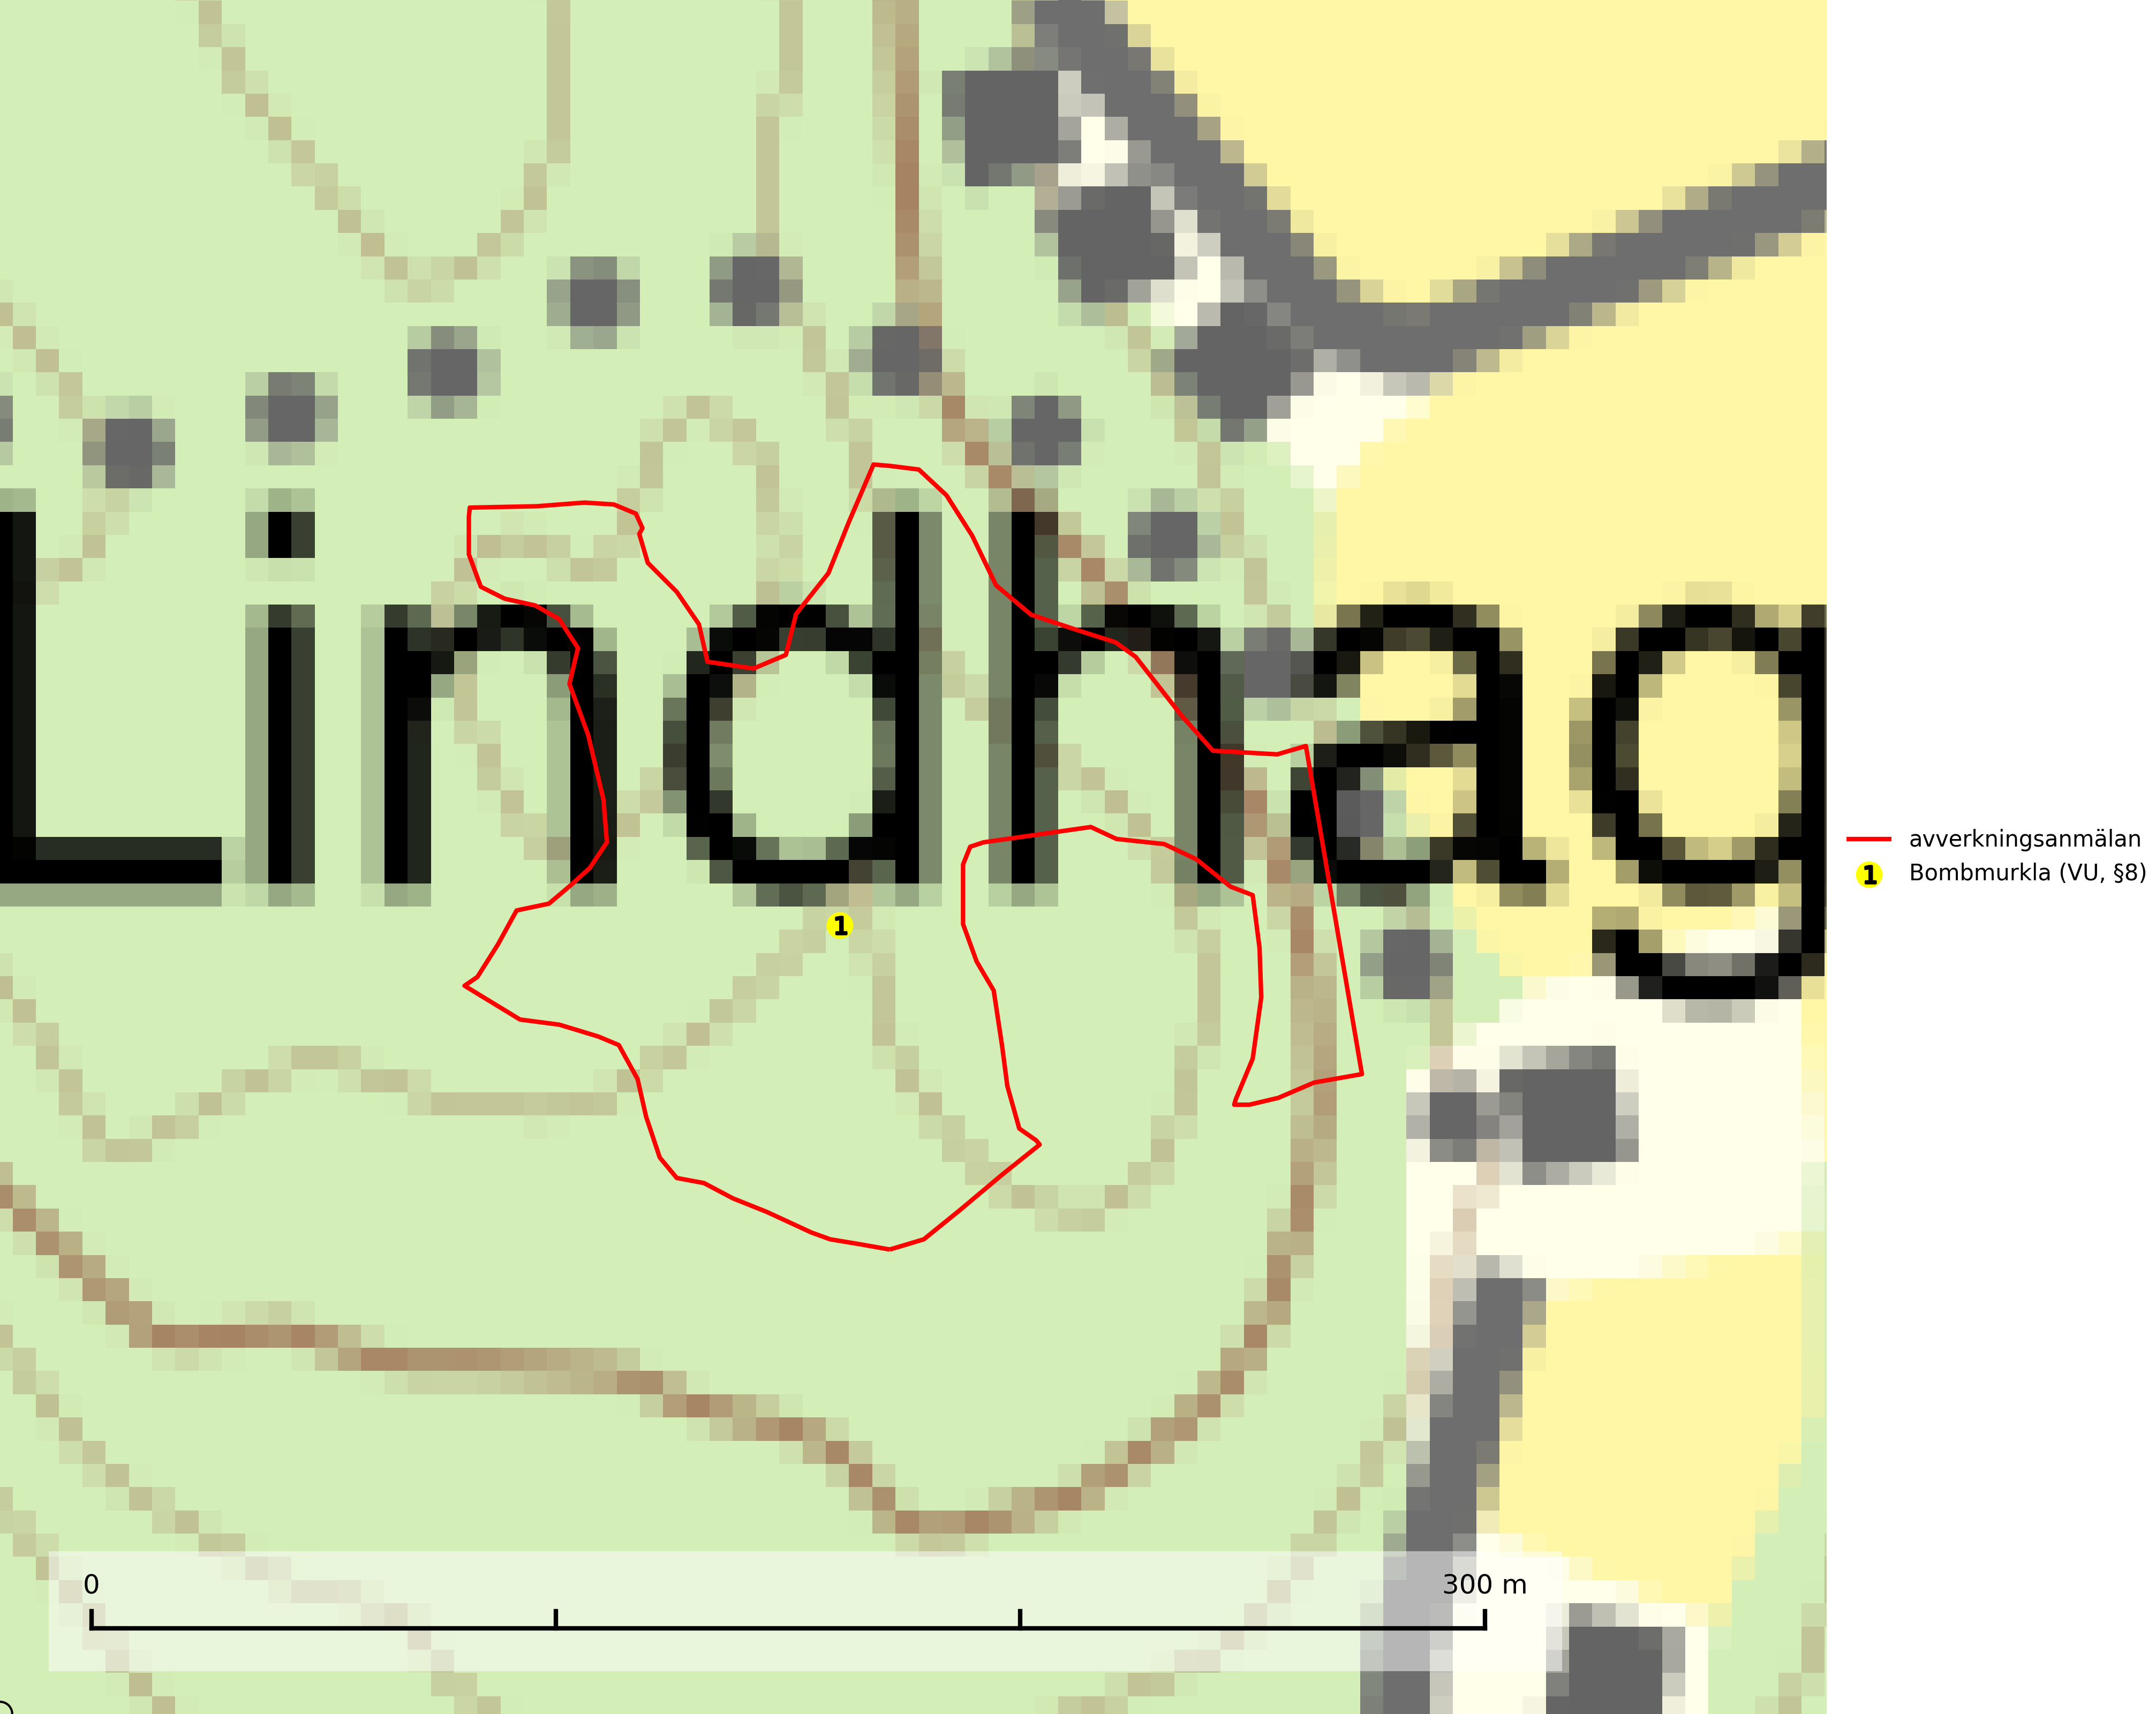 Lindhag
1
avverkningsanmälan
1 Bombmurkla (VU, §8)
0 300 m